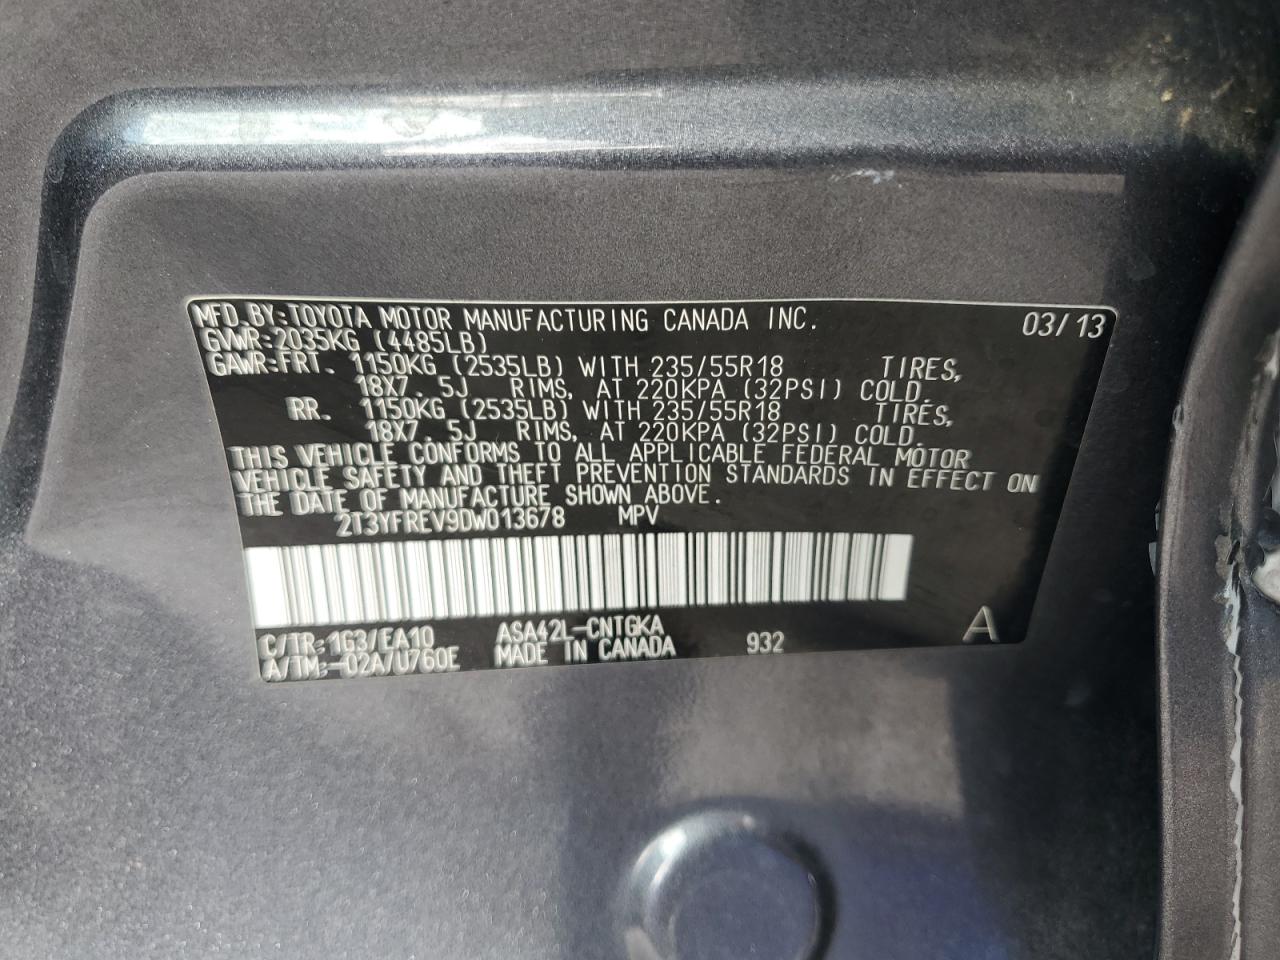 MFD.BY:TOYOTA MOTOR MANUFACTURING CANADA INC. 03/13
GVWR:2035KG (4485LB)
GAWR:FRT. 1150KG (2535LB) WITH 235/55R18 TIRES,
18X7.5J RIMS, AT 220KPA (32PSI) COLD.
RR. 1150KG (2535LB) WITH 235/55R18 TIRES,
18X7.5J RIMS, AT 220KPA (32PSI) COLD.
THIS VEHICLE CONFORMS TO ALL APPLICABLE FEDERAL MOTOR
VEHICLE SAFETY AND THEFT PREVENTION STANDARDS IN EFFECT ON
THE DATE OF MANUFACTURE SHOWN ABOVE.
2T3YFREV9DW013678 MPV
C/TR:1G3/EA10 ASA42L-CNTGKA 932 A
A/TM:-02A/U760E MADE IN CANADA